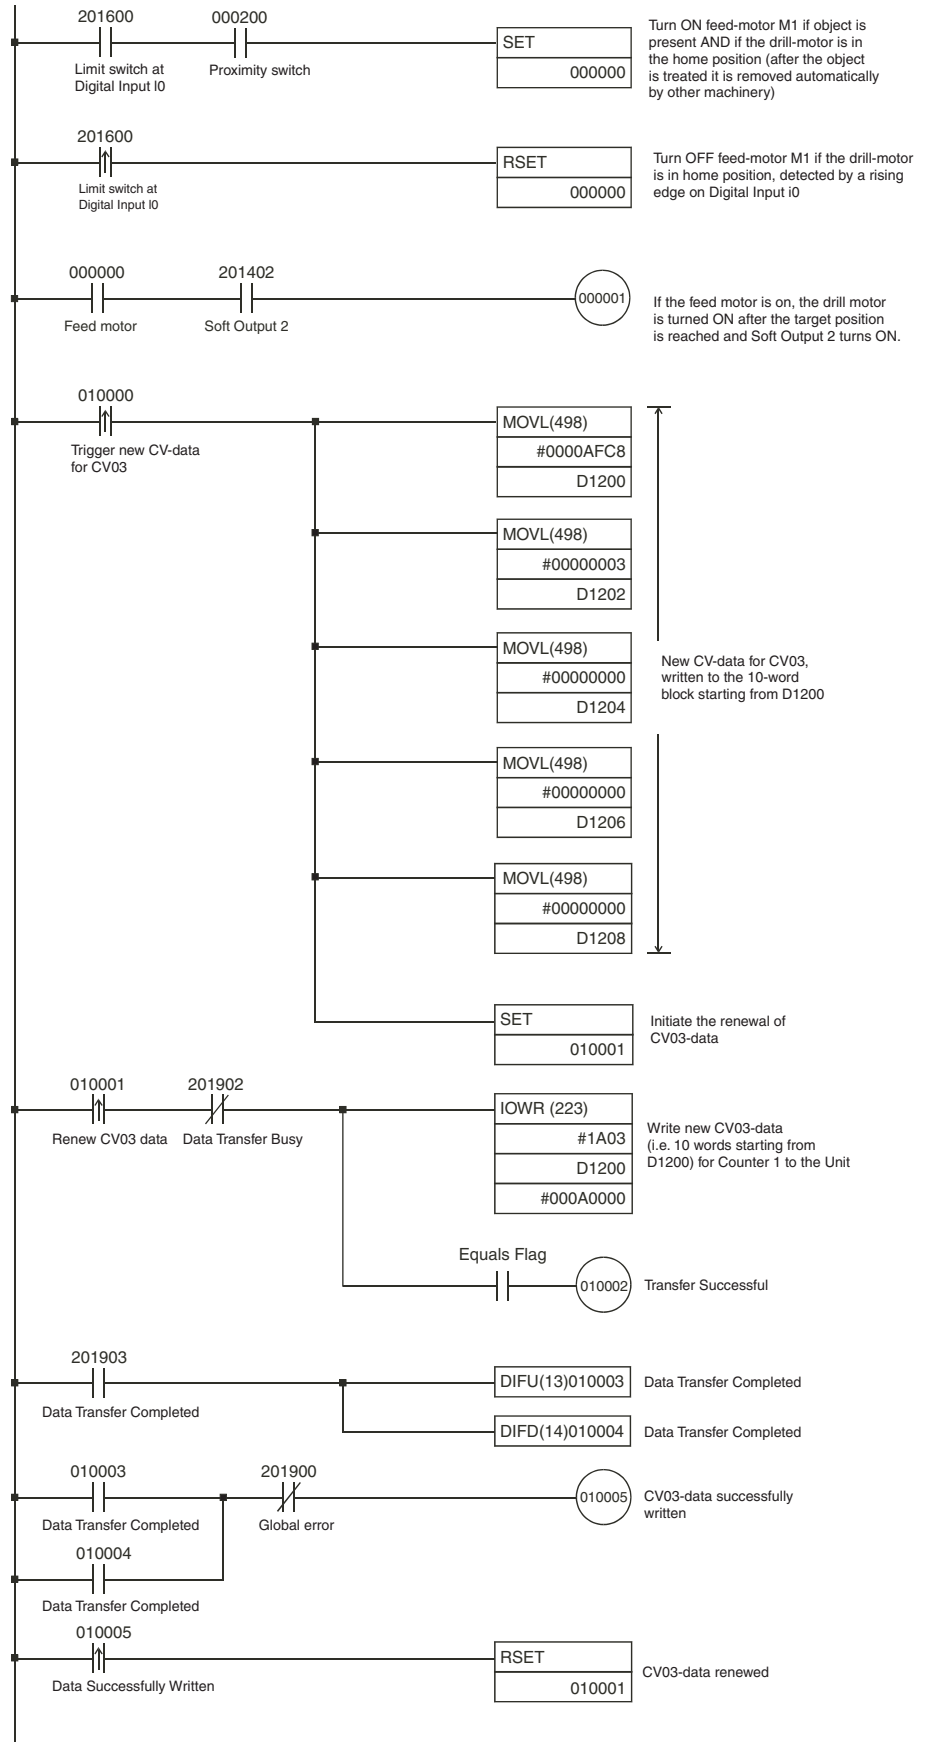 201600
000200
Limit switch at
Digital Input I0
Proximity switch
SET
000000
Turn ON feed-motor M1 if object is
present AND if the drill-motor is in
the home position (after the object
is treated it is removed automatically
by other machinery)
201600
Limit switch at
Digital Input I0
RSET
000000
Turn OFF feed-motor M1 if the drill-motor
is in home position, detected by a rising
edge on Digital Input i0
000000
201402
Feed motor
Soft Output 2
000001
If the feed motor is on, the drill motor
is turned ON after the target position
is reached and Soft Output 2 turns ON.
010000
Trigger new CV-data
for CV03
MOVL(498)
#0000AFC8
D1200
MOVL(498)
#00000003
D1202
MOVL(498)
#00000000
D1204
New CV-data for CV03,
written to the 10-word
block starting from D1200
MOVL(498)
#00000000
D1206
MOVL(498)
#00000000
D1208
SET
010001
Initiate the renewal of
CV03-data
010001
201902
Renew CV03 data
Data Transfer Busy
IOWR (223)
#1A03
D1200
#000A0000
Write new CV03-data
(i.e. 10 words starting from
D1200) for Counter 1 to the Unit
Equals Flag
010002
Transfer Successful
201903
Data Transfer Completed
DIFU(13)010003
Data Transfer Completed
DIFD(14)010004
Data Transfer Completed
010003
201900
Data Transfer Completed
Global error
010005
CV03-data successfully
written
010004
Data Transfer Completed
010005
Data Successfully Written
RSET
010001
CV03-data renewed